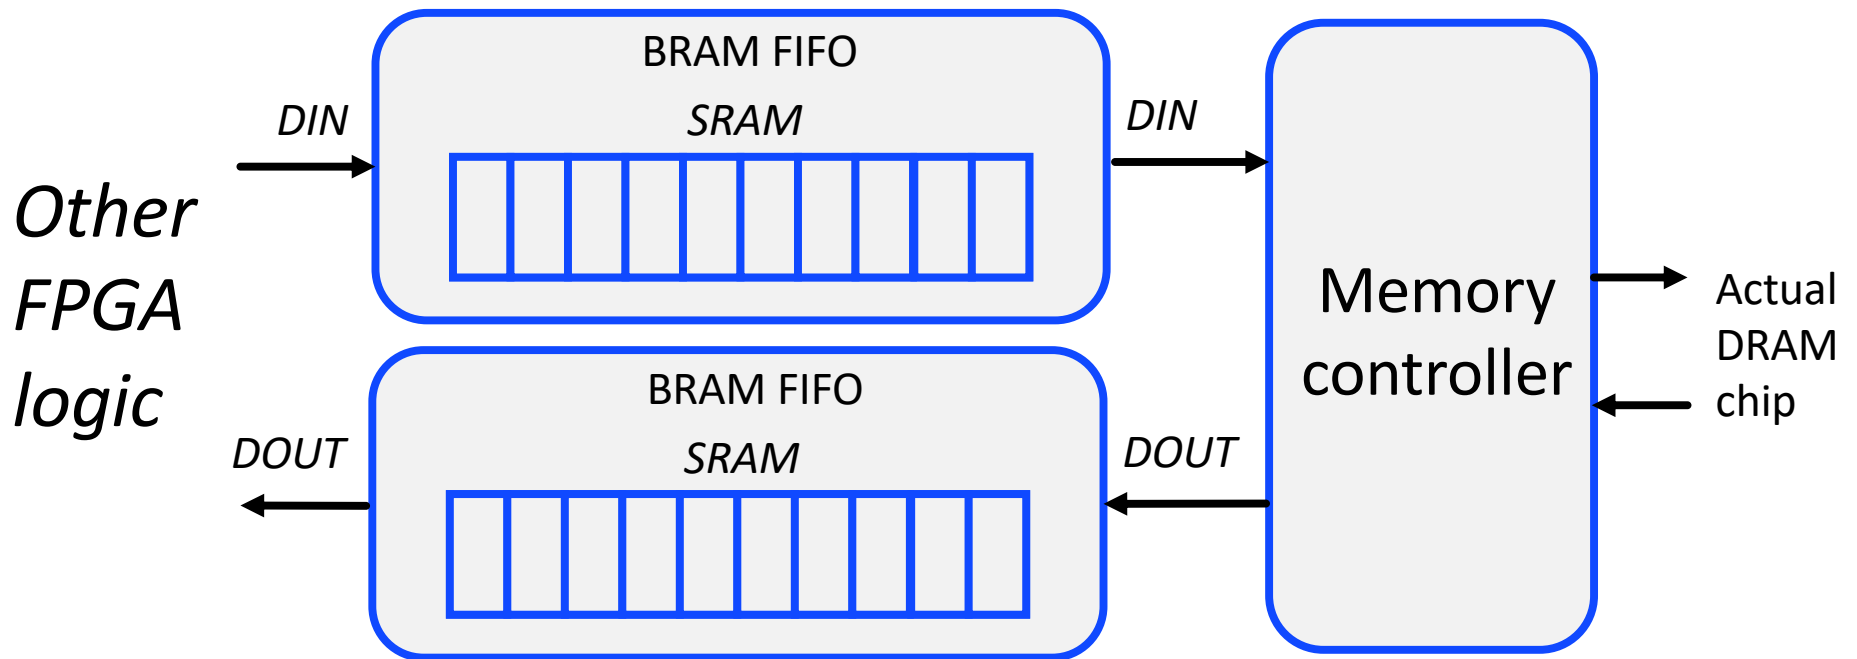 Other
FPGA
logic
DIN
BRAM FIFO
SRAM
DIN
DOUT
BRAM FIFO
SRAM
DOUT
Memory
controller
Actual
DRAM
chip